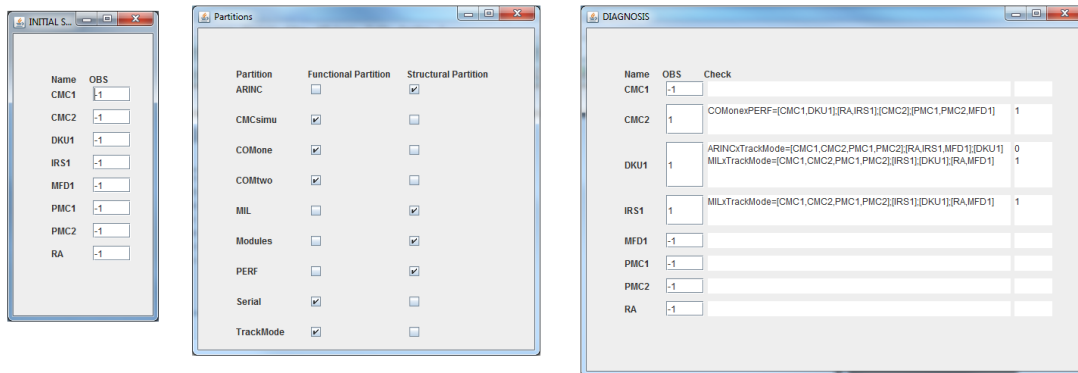 INITIAL S...
Name OBS
CMC1 -1
CMC2 -1
DKU1 -1
IRS1 -1
MFD1 -1
PMC1 -1
PMC2 -1
RA -1
Partitions
Partition Functional Partition Structural Partition
ARINC
CMCsimu
COMone
COMtwo
MIL
Modules
PERF
Serial
TrackMode
DIAGNOSIS
Name OBS Check
CMC1 -1
CMC2 1 COMonexPERF=[CMC1,DKU1];[RA,IRS1];[CMC2];[PMC1,PMC2,MFD1] 1
ARINCxTrackMode=[CMC1,CMC2,PMC1,PMC2];[RA,IRS1,MFD1];[DKU1] 0
DKU1 1 MILxTrackMode=[CMC1,CMC2,PMC1,PMC2];[IRS1];[DKU1];[RA,MFD1] 1
IRS1 1 MILxTrackMode=[CMC1,CMC2,PMC1,PMC2];[IRS1];[DKU1];[RA,MFD1] 1
MFD1 -1
PMC1 -1
PMC2 -1
RA -1